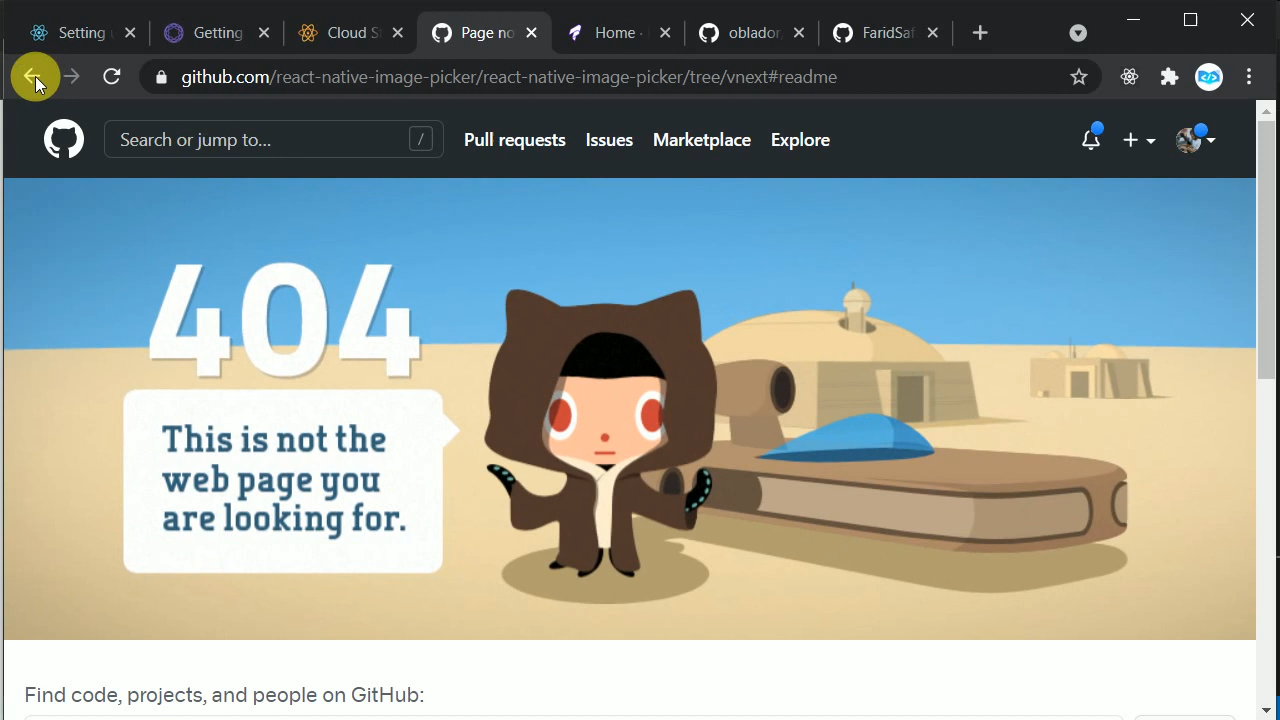 Setting
Getting
Cloud S
Page no
Home ·
oblador
FaridSaf
github.com/react-native-image-picker/react-native-image-picker/tree/vnext#readme
Search or jump to...
/
Pull requests
Issues
Marketplace
Explore
404
This is not the
web page you
are looking for.
Find code, projects, and people on GitHub: